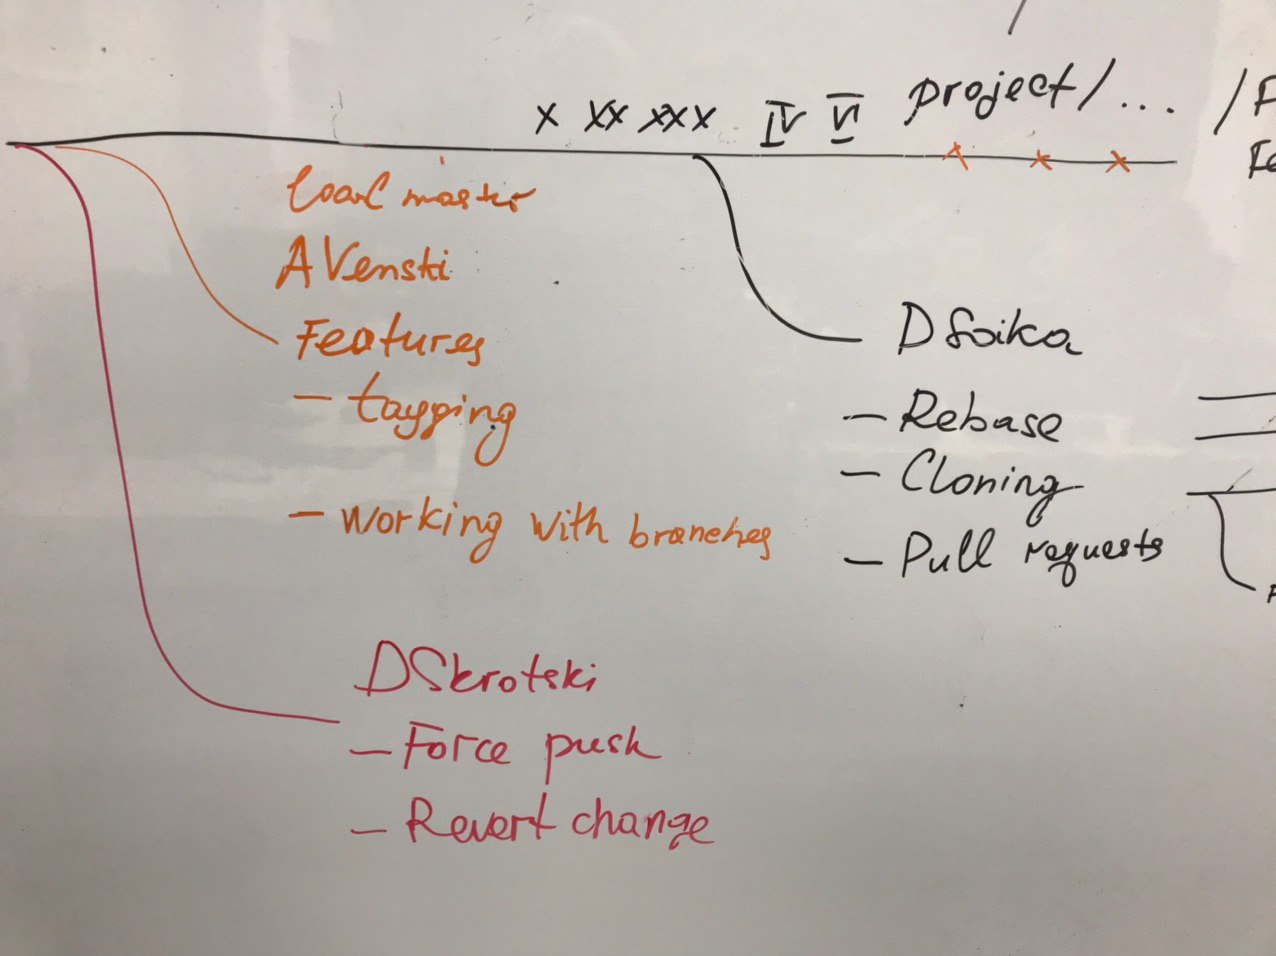 x xx xxx IV VI project/... /F
local master
AVenski
Features
- tagging
- working with branches
DSoika
- Rebase
- Cloning
- Pull requests
DSkrotski
- Force push
- Revert change